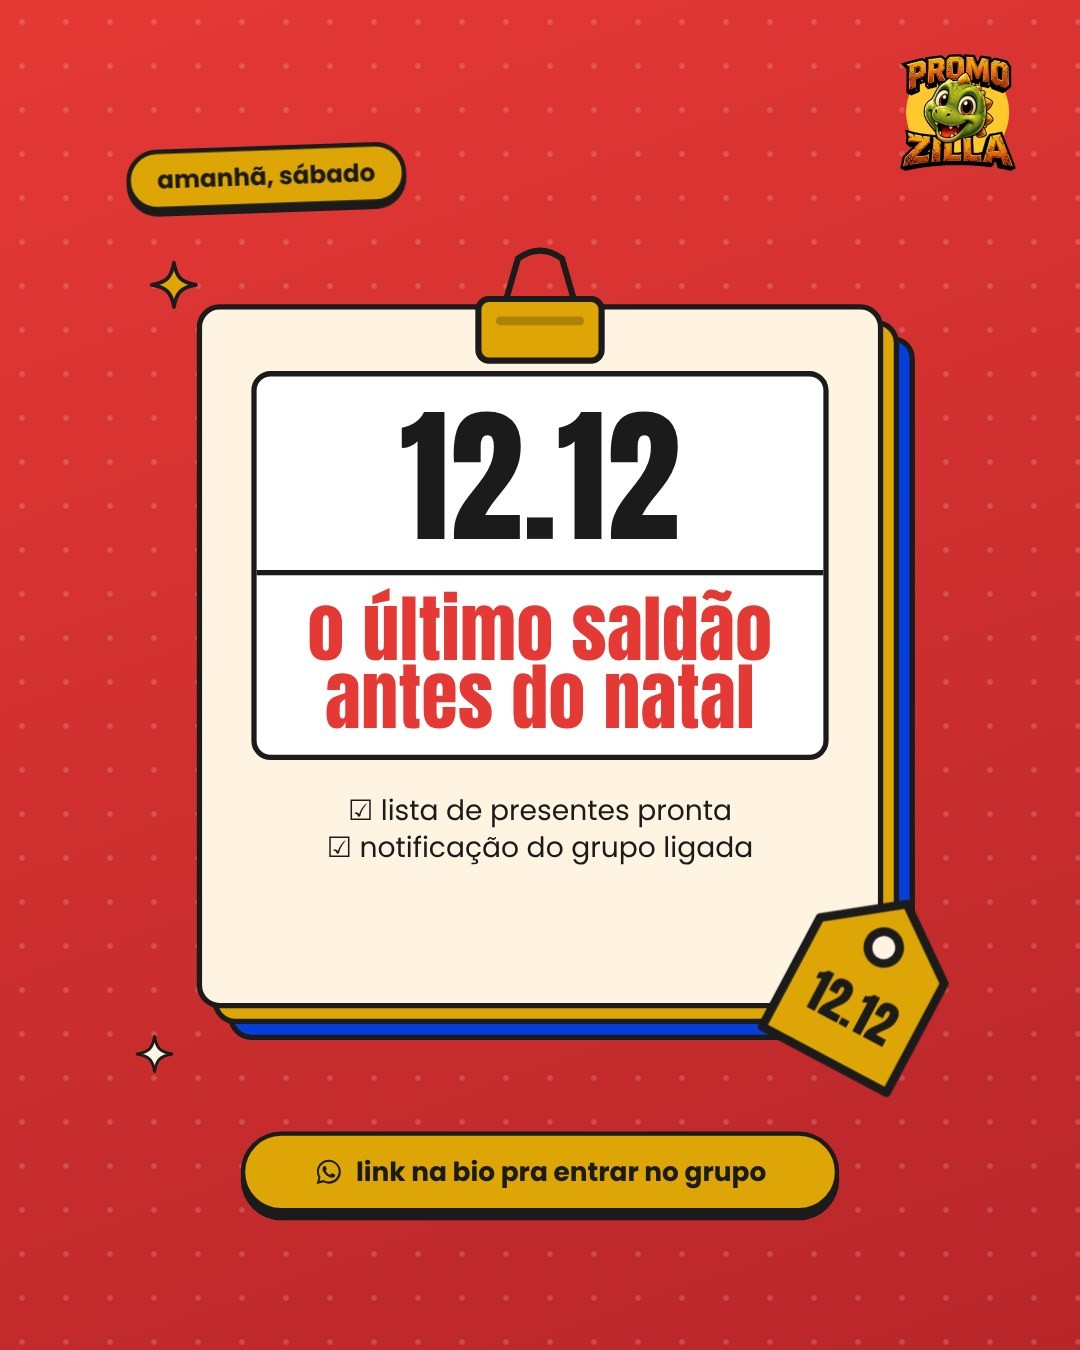 PROMO
ZILLA
amanhã, sábado
12.12
o último saldão
antes do natal
☑ lista de presentes pronta
☑ notificação do grupo ligada
12.12
link na bio pra entrar no grupo